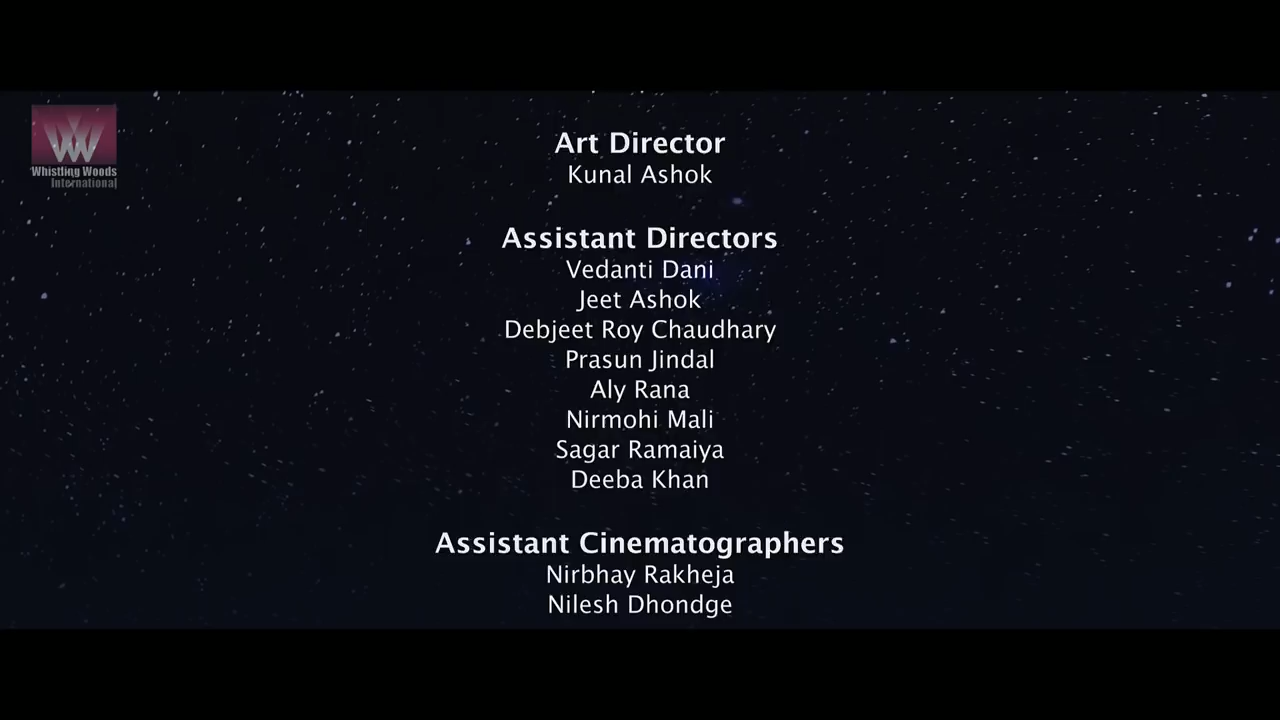 Whistling Woods
International
Art Director
Kunal Ashok
Assistant Directors
Vedanti Dani
Jeet Ashok
Debjeet Roy Chaudhary
Prasun Jindal
Aly Rana
Nirmohi Mali
Sagar Ramaiya
Deeba Khan
Assistant Cinematographers
Nirbhay Rakheja
Nilesh Dhondge